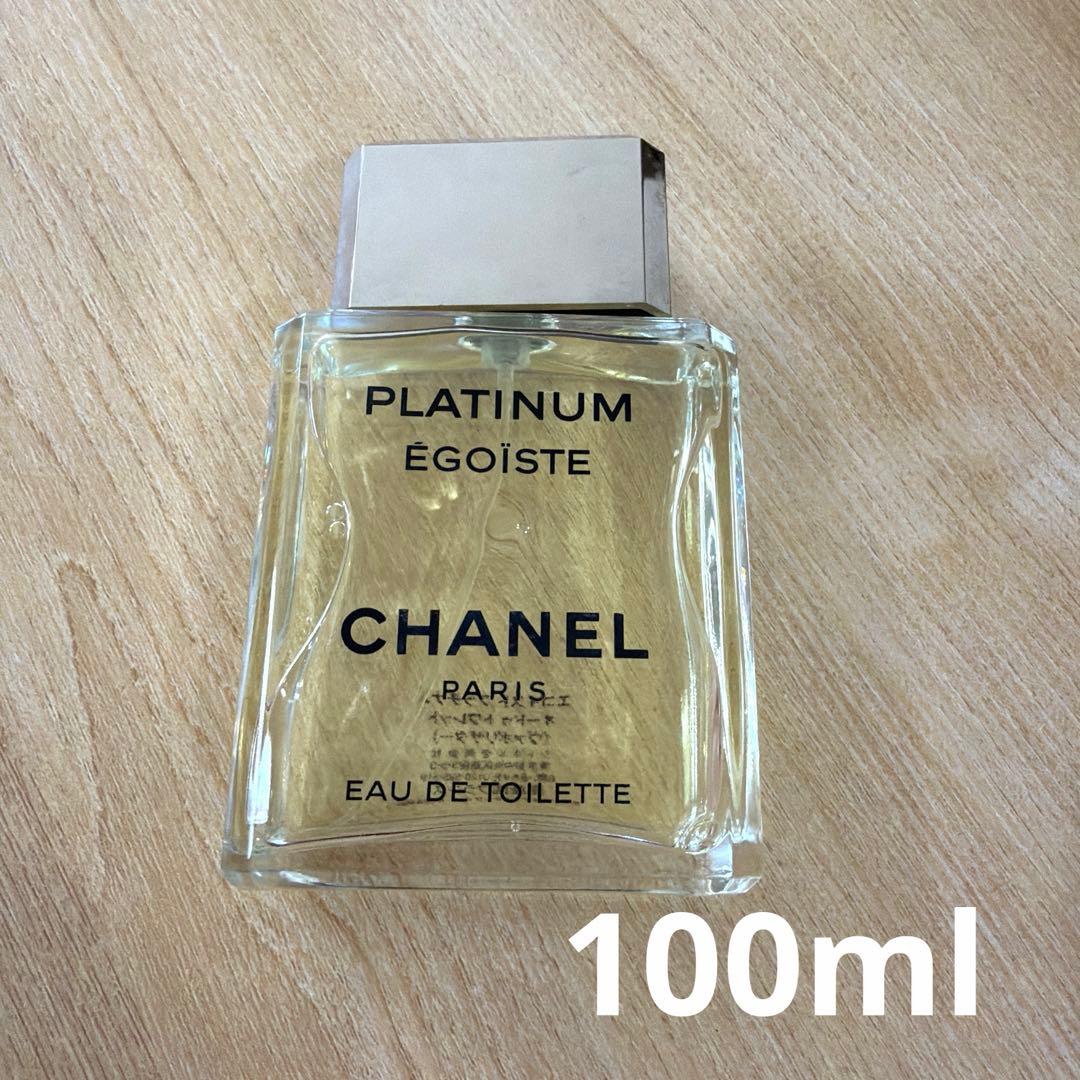 PLATINUM
ÉGOÏSTE
CHANEL
PARIS
EAU DE TOILETTE
100ml